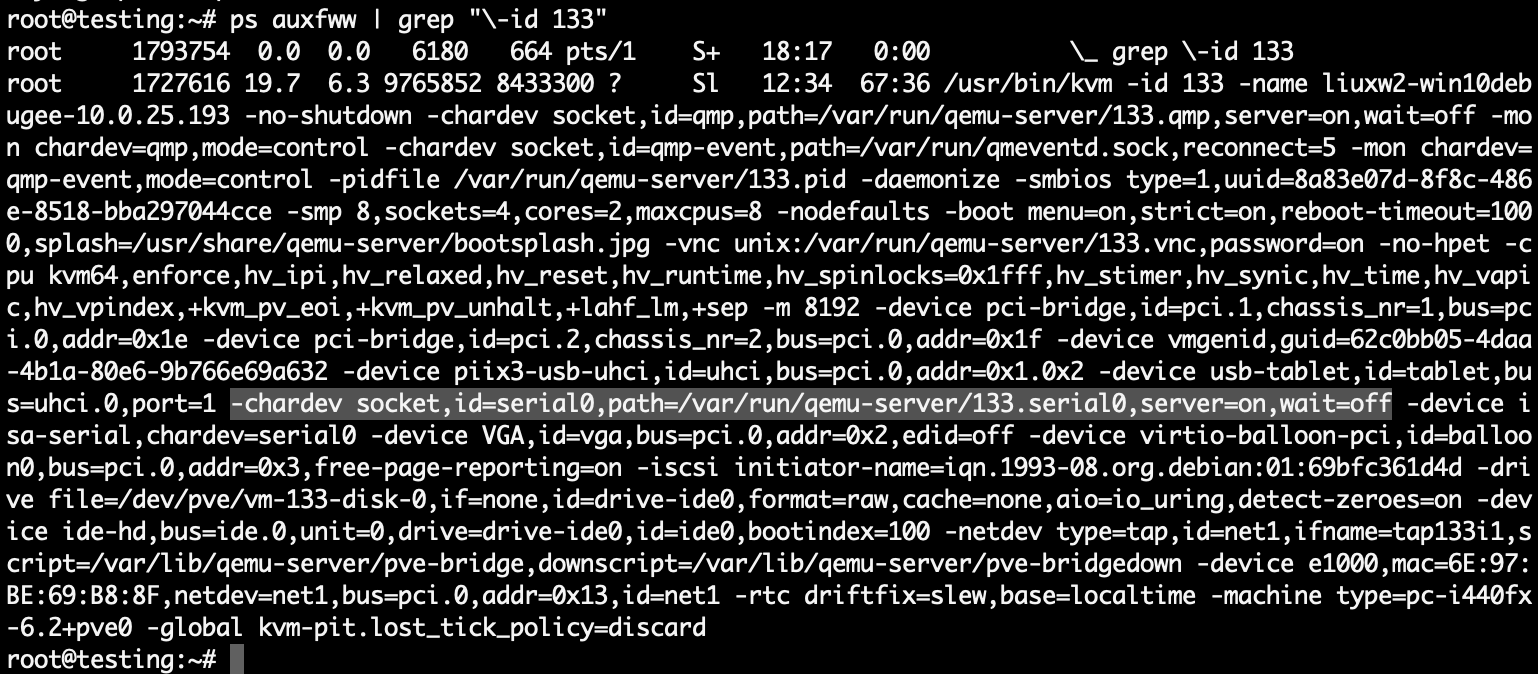 root@testing:~# ps auxfww | grep "\-id 133"
root     1793754  0.0  0.0   6180   664 pts/1    S+   18:17   0:00          \_ grep \-id 133
root     1727616 19.7  6.3 9765852 8433300 ?     Sl   12:34  67:36 /usr/bin/kvm -id 133 -name liuxw2-win10deb
ugee-10.0.25.193 -no-shutdown -chardev socket,id=qmp,path=/var/run/qemu-server/133.qmp,server=on,wait=off -mo
n chardev=qmp,mode=control -chardev socket,id=qmp-event,path=/var/run/qmeventd.sock,reconnect=5 -mon chardev=
qmp-event,mode=control -pidfile /var/run/qemu-server/133.pid -daemonize -smbios type=1,uuid=8a83e07d-8f8c-486
e-8518-bba297044cce -smp 8,sockets=4,cores=2,maxcpus=8 -nodefaults -boot menu=on,strict=on,reboot-timeout=100
0,splash=/usr/share/qemu-server/bootsplash.jpg -vnc unix:/var/run/qemu-server/133.vnc,password=on -no-hpet -c
pu kvm64,enforce,hv_ipi,hv_relaxed,hv_reset,hv_runtime,hv_spinlocks=0x1fff,hv_stimer,hv_synic,hv_time,hv_vapi
c,hv_vpindex,+kvm_pv_eoi,+kvm_pv_unhalt,+lahf_lm,+sep -m 8192 -device pci-bridge,id=pci.1,chassis_nr=1,bus=pc
i.0,addr=0x1e -device pci-bridge,id=pci.2,chassis_nr=2,bus=pci.0,addr=0x1f -device vmgenid,guid=62c0bb05-4daa
-4b1a-80e6-9b766e69a632 -device piix3-usb-uhci,id=uhci,bus=pci.0,addr=0x1.0x2 -device usb-tablet,id=tablet,bu
s=uhci.0,port=1 -chardev socket,id=serial0,path=/var/run/qemu-server/133.serial0,server=on,wait=off -device i
sa-serial,chardev=serial0 -device VGA,id=vga,bus=pci.0,addr=0x2,edid=off -device virtio-balloon-pci,id=balloo
n0,bus=pci.0,addr=0x3,free-page-reporting=on -iscsi initiator-name=iqn.1993-08.org.debian:01:69bfc361d4d -dri
ve file=/dev/pve/vm-133-disk-0,if=none,id=drive-ide0,format=raw,cache=none,aio=io_uring,detect-zeroes=on -dev
ice ide-hd,bus=ide.0,unit=0,drive=drive-ide0,id=ide0,bootindex=100 -netdev type=tap,id=net1,ifname=tap133i1,s
cript=/var/lib/qemu-server/pve-bridge,downscript=/var/lib/qemu-server/pve-bridgedown -device e1000,mac=6E:97:
BE:69:B8:8F,netdev=net1,bus=pci.0,addr=0x13,id=net1 -rtc driftfix=slew,base=localtime -machine type=pc-i440fx
-6.2+pve0 -global kvm-pit.lost_tick_policy=discard
root@testing:~#